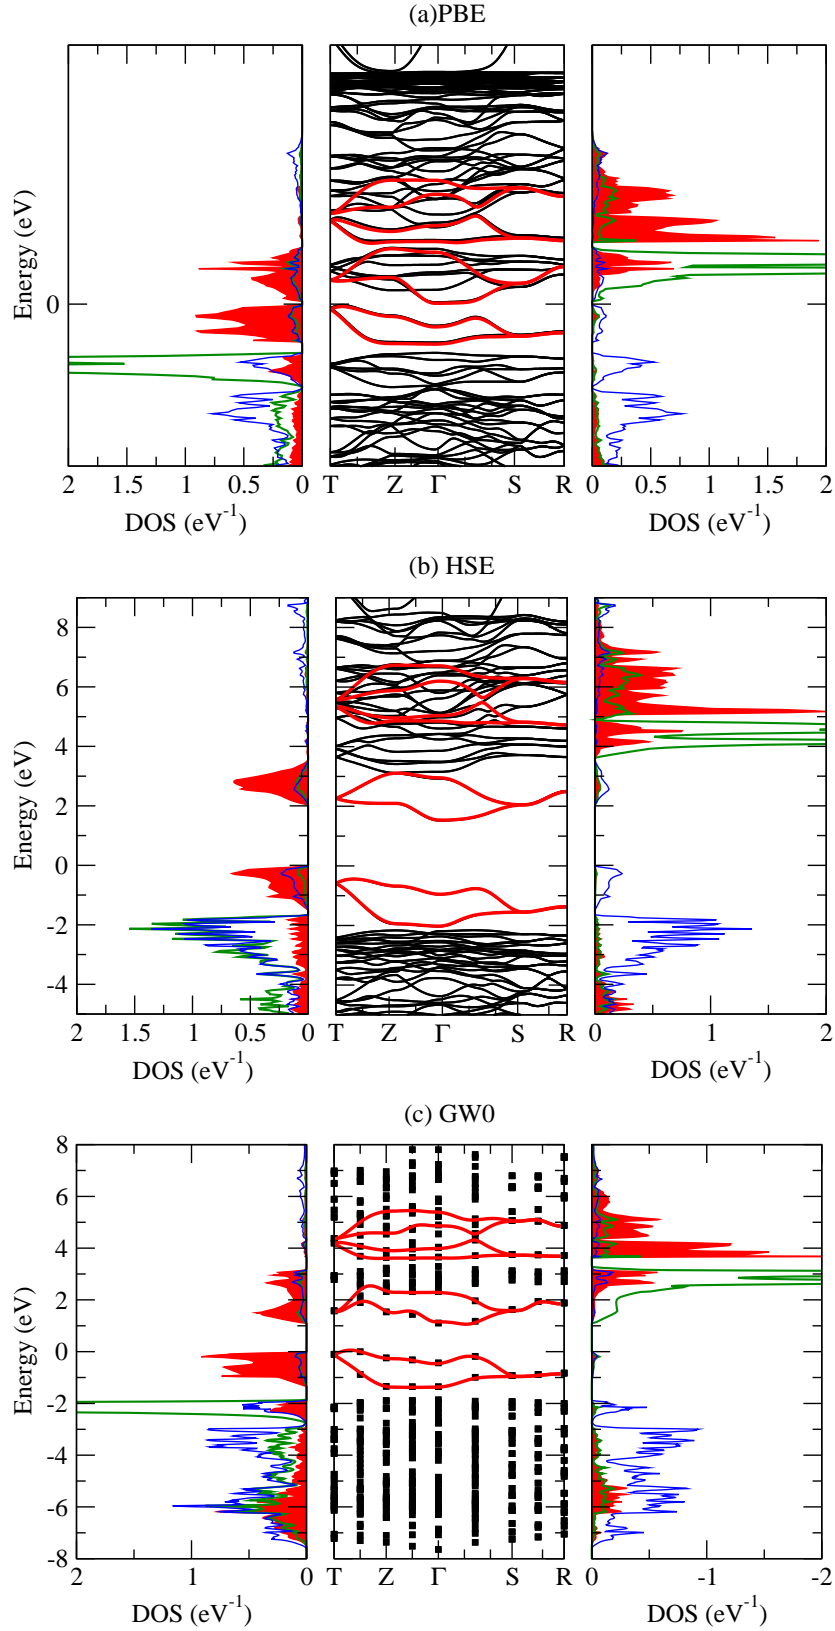 (a)PBE
Energy (eV)
0
2 1.5 1 0.5 0
T Z Γ S R
0 0.5 1 1.5 2
DOS (eV⁻¹)
DOS (eV⁻¹)
(b) HSE
Energy (eV)
8
6
4
2
0
-2
-4
2 1.5 1 0.5 0
T Z Γ S R
0 1 2
DOS (eV⁻¹)
DOS (eV⁻¹)
(c) GW0
Energy (eV)
8
6
4
2
0
-2
-4
-6
-8
2 1 0
T Z Γ S R
0 -1 -2
DOS (eV⁻¹)
DOS (eV⁻¹)